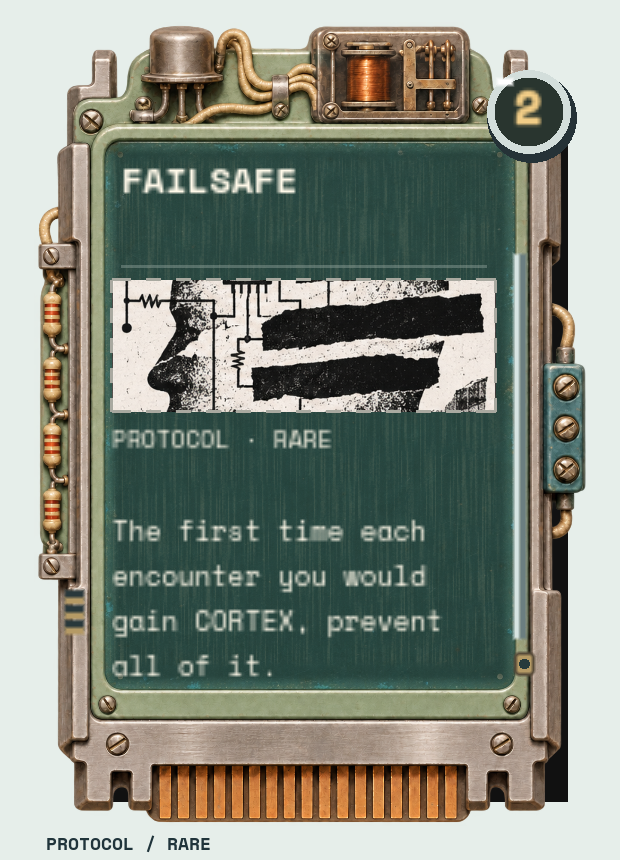 2
FAILSAFE
PROTOCOL · RARE
The first time each
encounter you would
gain CORTEX, prevent
all of it.
PROTOCOL / RARE